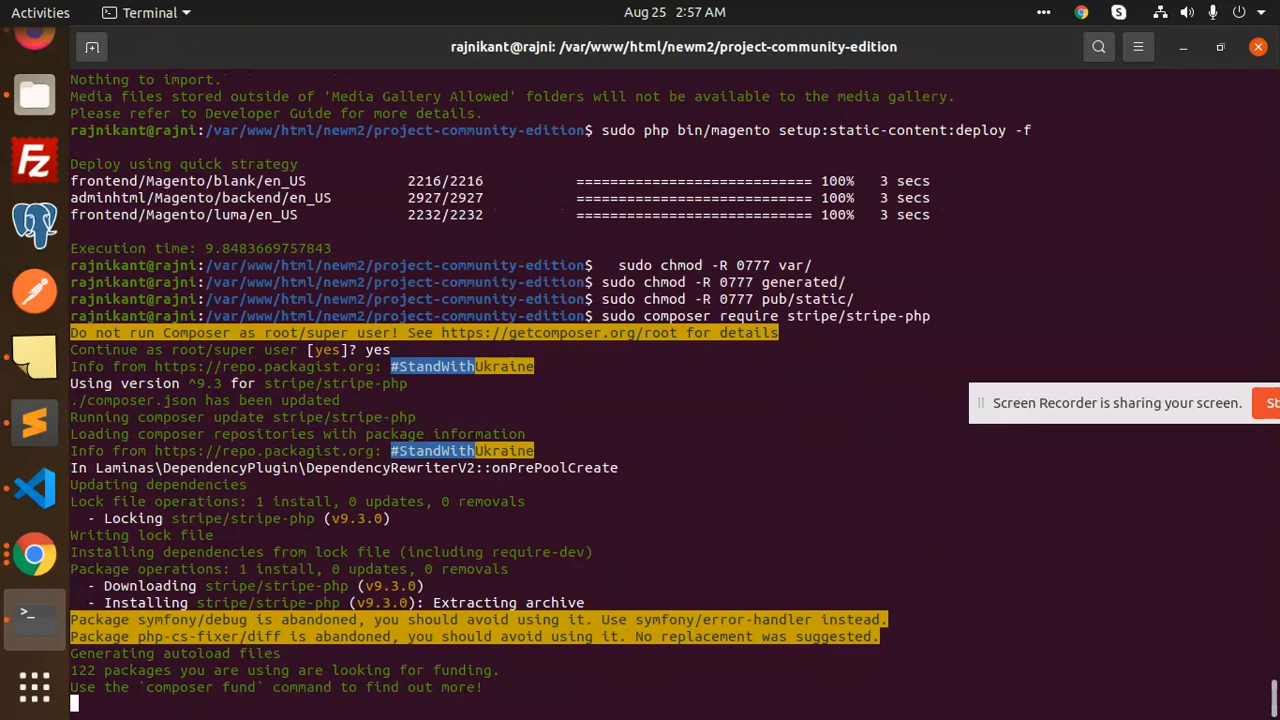 Activities
Terminal
Aug 25 2:57 AM
rajnikant@rajni: /var/www/html/newm2/project-community-edition
Nothing to import.
Media files stored outside of 'Media Gallery Allowed' folders will not be available to the media gallery.
Please refer to Developer Guide for more details.
rajnikant@rajni:/var/www/html/newm2/project-community-edition$ sudo php bin/magento setup:static-content:deploy -f
Deploy using quick strategy
frontend/Magento/blank/en_US 2216/2216 ============================ 100% 3 secs
adminhtml/Magento/backend/en_US 2927/2927 ============================ 100% 3 secs
frontend/Magento/luma/en_US 2232/2232 ============================ 100% 3 secs
Execution time: 9.8483669757843
rajnikant@rajni:/var/www/html/newm2/project-community-edition$ sudo chmod -R 0777 var/
rajnikant@rajni:/var/www/html/newm2/project-community-edition$ sudo chmod -R 0777 generated/
rajnikant@rajni:/var/www/html/newm2/project-community-edition$ sudo chmod -R 0777 pub/static/
rajnikant@rajni:/var/www/html/newm2/project-community-edition$ sudo composer require stripe/stripe-php
Do not run Composer as root/super user! See https://getcomposer.org/root for details
Continue as root/super user [yes]? yes
Info from https://repo.packagist.org: #StandWithUkraine
Using version ^9.3 for stripe/stripe-php
./composer.json has been updated
Running composer update stripe/stripe-php
Loading composer repositories with package information
Info from https://repo.packagist.org: #StandWithUkraine
In Laminas\DependencyPlugin\DependencyRewriterV2::onPrePoolCreate
Updating dependencies
Lock file operations: 1 install, 0 updates, 0 removals
- Locking stripe/stripe-php (v9.3.0)
Writing lock file
Installing dependencies from lock file (including require-dev)
Package operations: 1 install, 0 updates, 0 removals
- Downloading stripe/stripe-php (v9.3.0)
- Installing stripe/stripe-php (v9.3.0): Extracting archive
Package symfony/debug is abandoned, you should avoid using it. Use symfony/error-handler instead.
Package php-cs-fixer/diff is abandoned, you should avoid using it. No replacement was suggested.
Generating autoload files
122 packages you are using are looking for funding.
Use the `composer fund` command to find out more!
Screen Recorder is sharing your screen.
St
Fz
>_